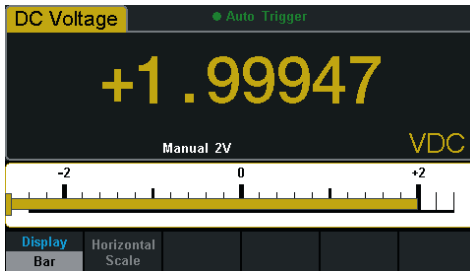 DC Voltage
Auto Trigger
+1.99947
Manual 2V
VDC
-2 0 +2
Display Horizontal
Bar Scale